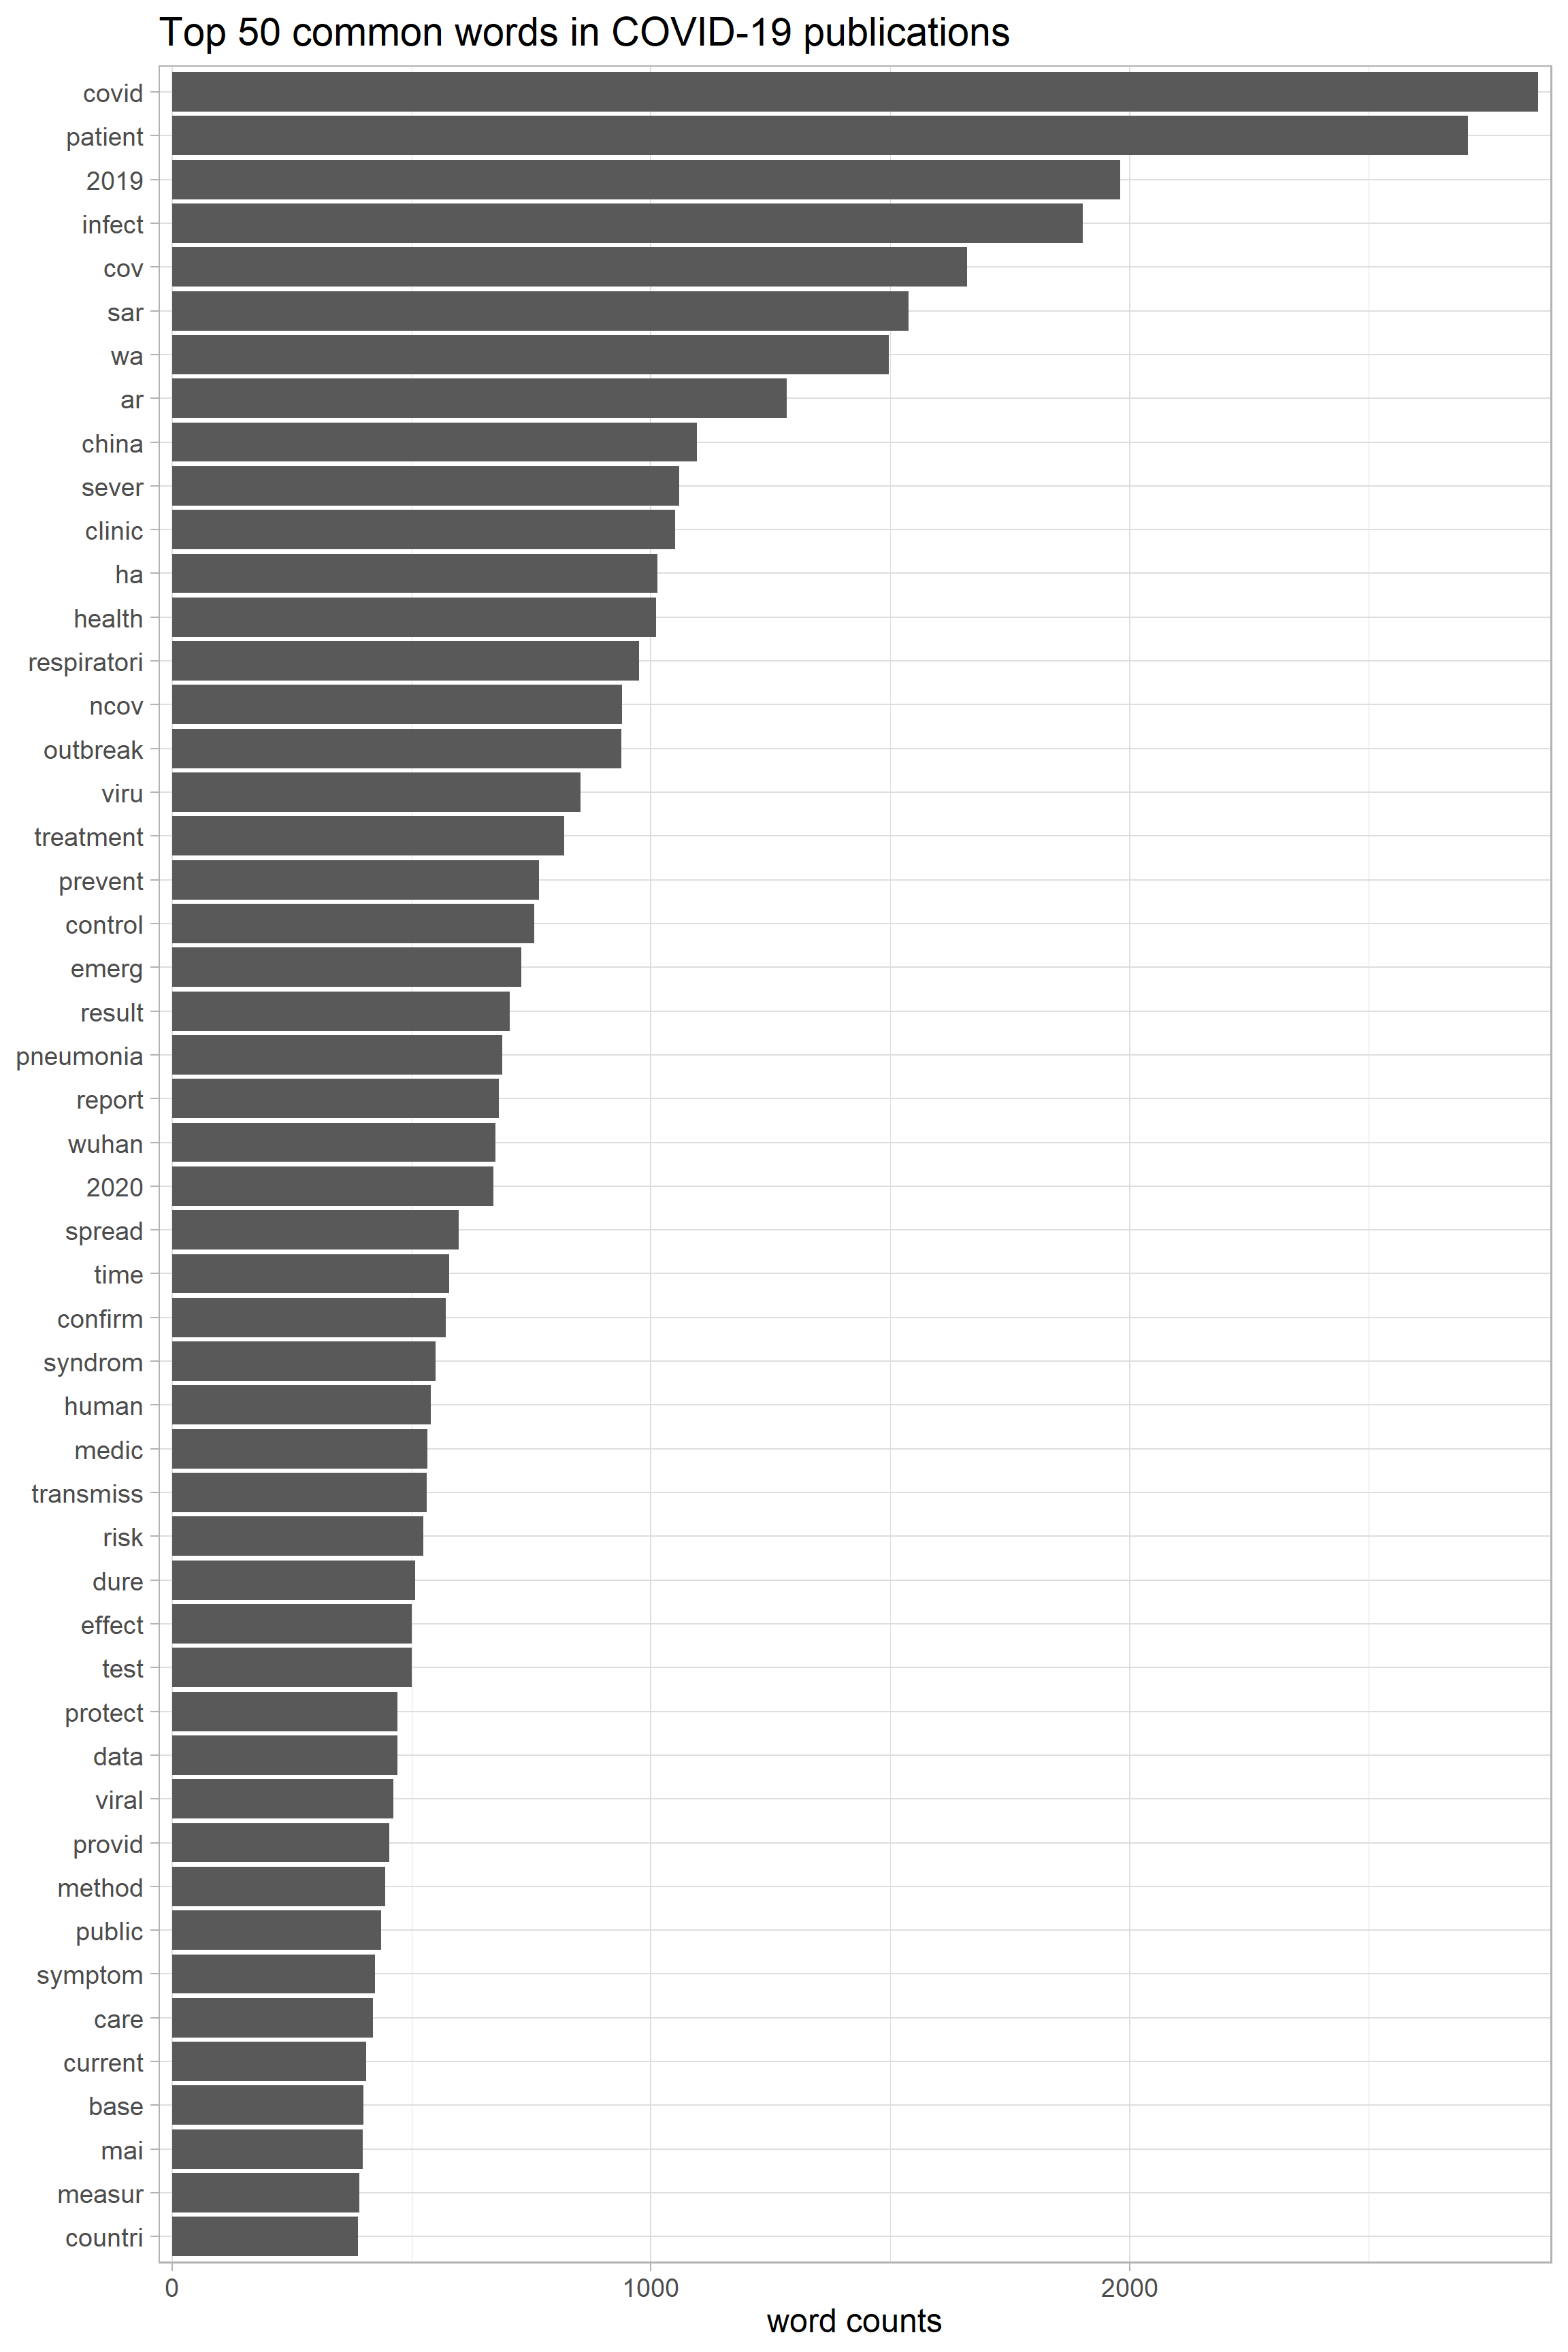 Top 50 common words in COVID-19 publications
covid
patient
2019
infect
cov
sar
wa
ar
china
sever
clinic
ha
health
respiratori
ncov
outbreak
viru
treatment
prevent
control
emerg
result
pneumonia
report
wuhan
2020
spread
time
confirm
syndrom
human
medic
transmiss
risk
dure
effect
test
protect
data
viral
provid
method
public
symptom
care
current
base
mai
measur
countri
0 1000 2000
word counts